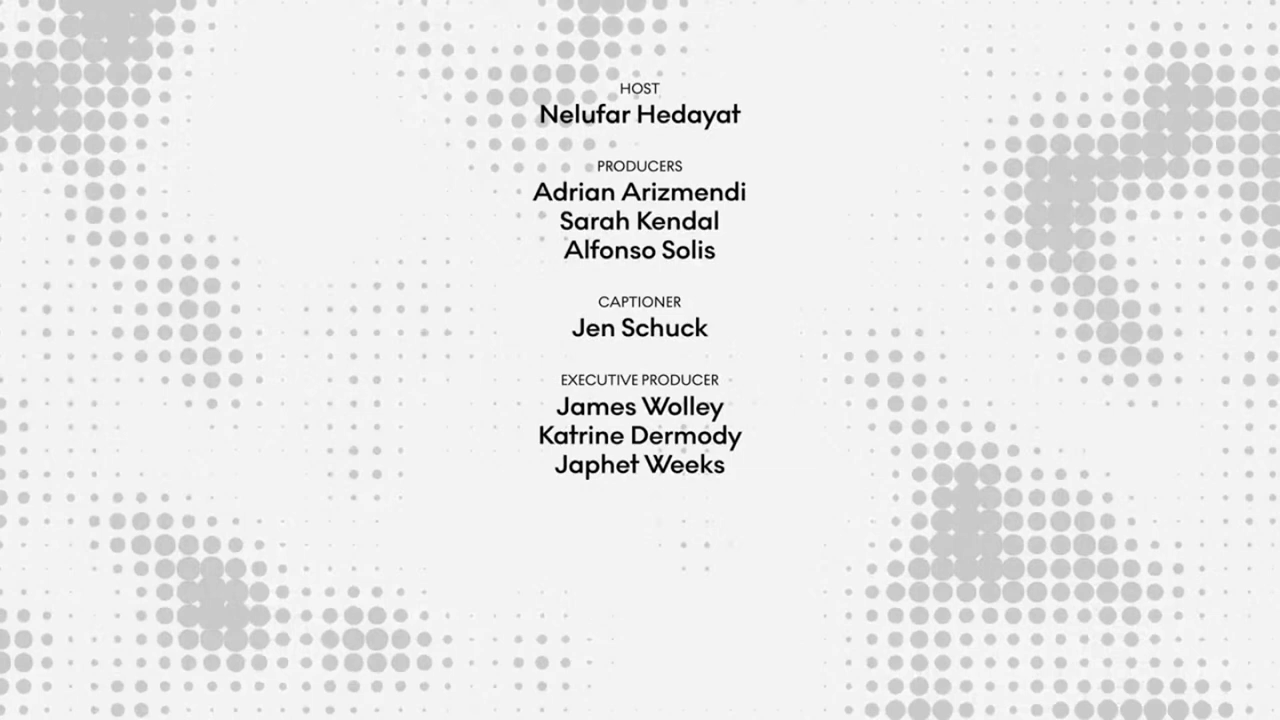 HOST
Nelufar Hedayat
PRODUCERS
Adrian Arizmendi
Sarah Kendal
Alfonso Solis
CAPTIONER
Jen Schuck
EXECUTIVE PRODUCER
James Wolley
Katrine Dermody
Japhet Weeks